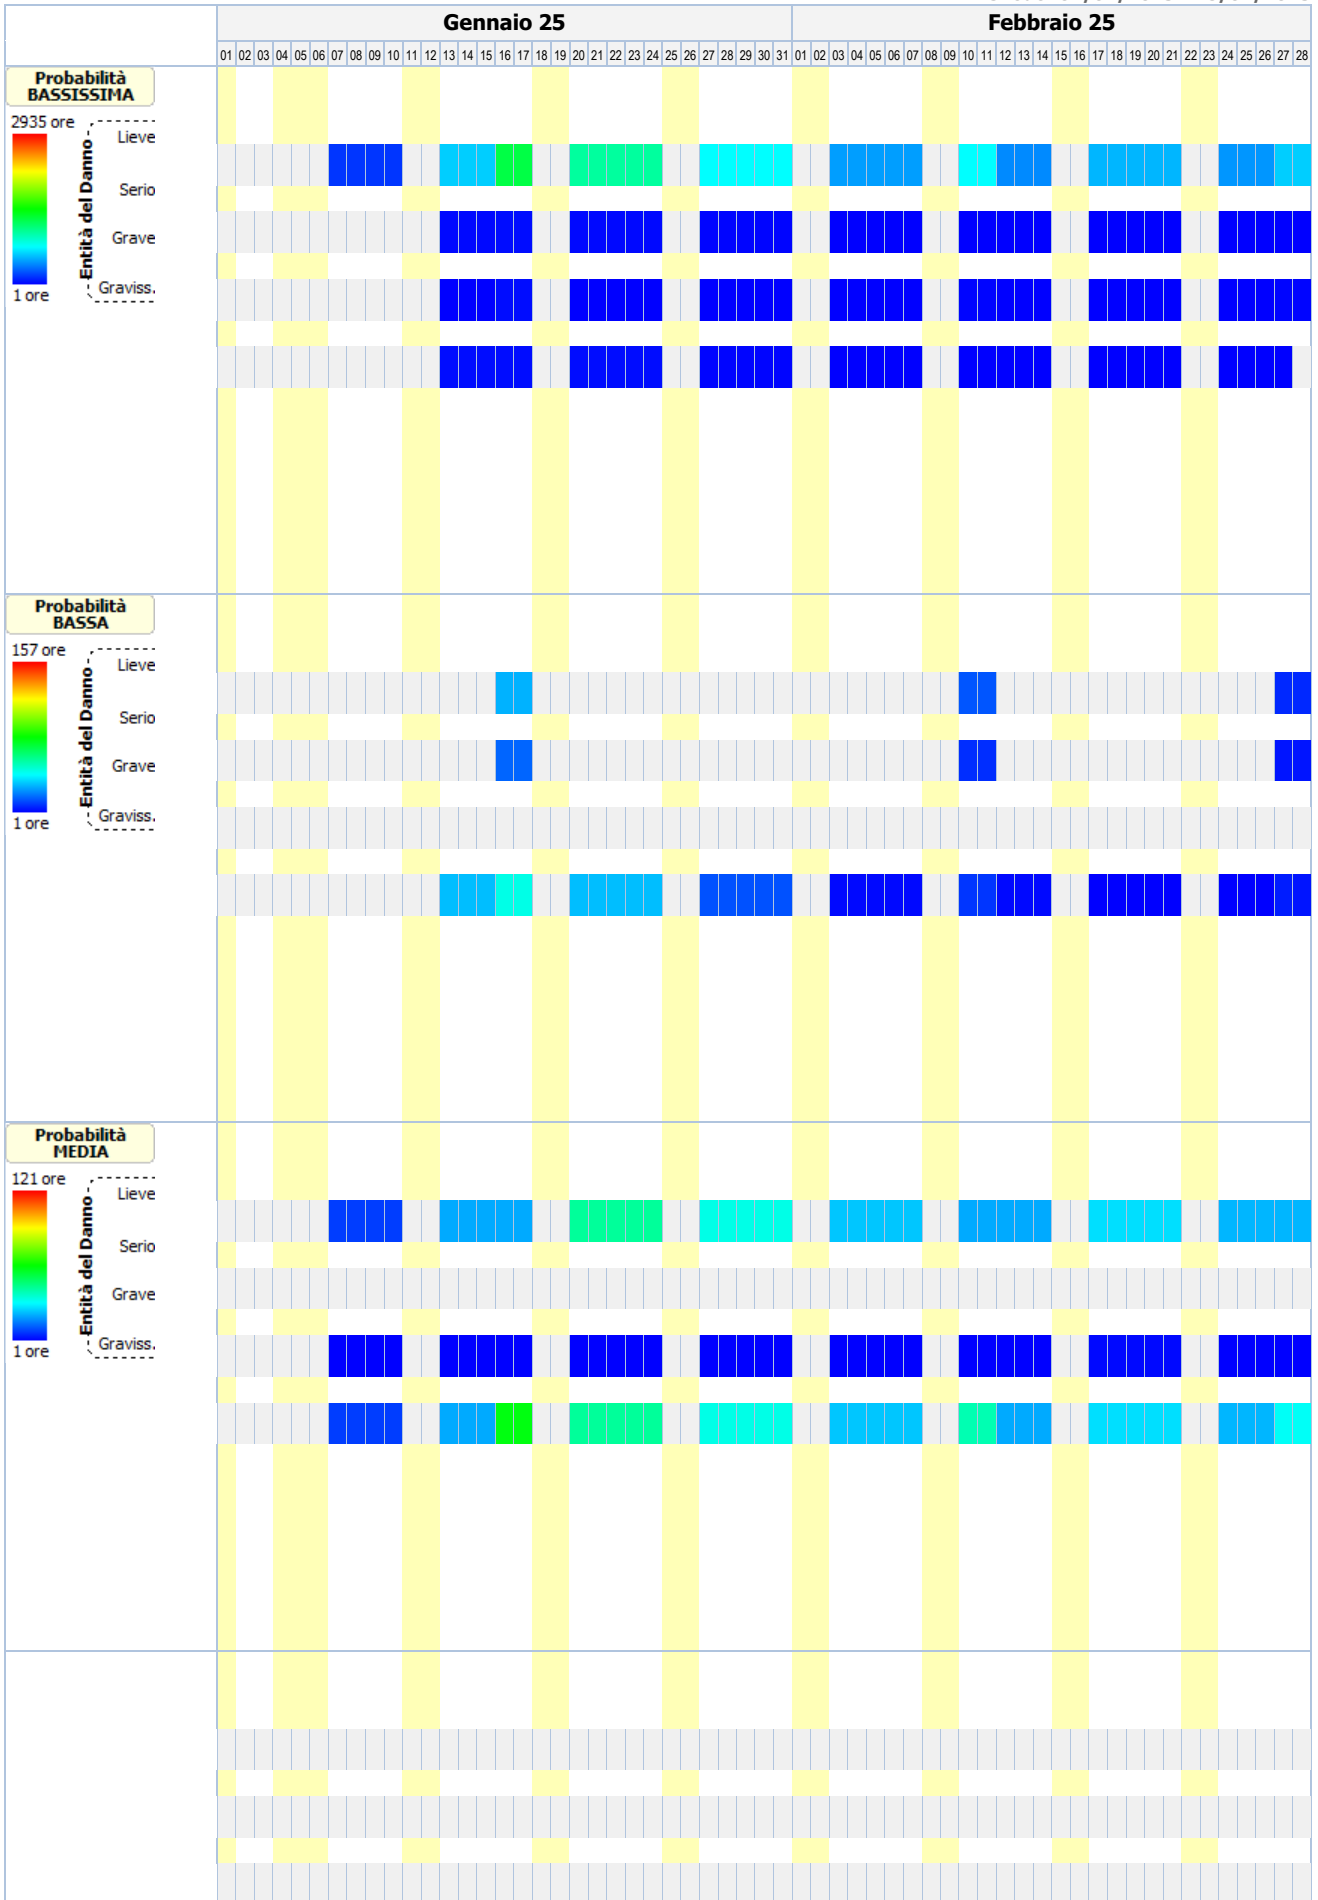 Gennaio 25 Febbraio 25
01 02 03 04 05 06 07 08 09 10 11 12 13 14 15 16 17 18 19 20 21 22 23 24 25 26 27 28 29 30 31 01 02 03 04 05 06 07 08 09 10 11 12 13 14 15 16 17 18 19 20 21 22 23 24 25 26 27 28
Probabilità
BASSISSIMA
2935 ore
Lieve
Serio
Grave
Graviss.
Entità del Danno
1 ore
Probabilità
BASSA
157 ore
Lieve
Serio
Grave
Graviss.
Entità del Danno
1 ore
Probabilità
MEDIA
121 ore
Lieve
Serio
Grave
Graviss.
Entità del Danno
1 ore